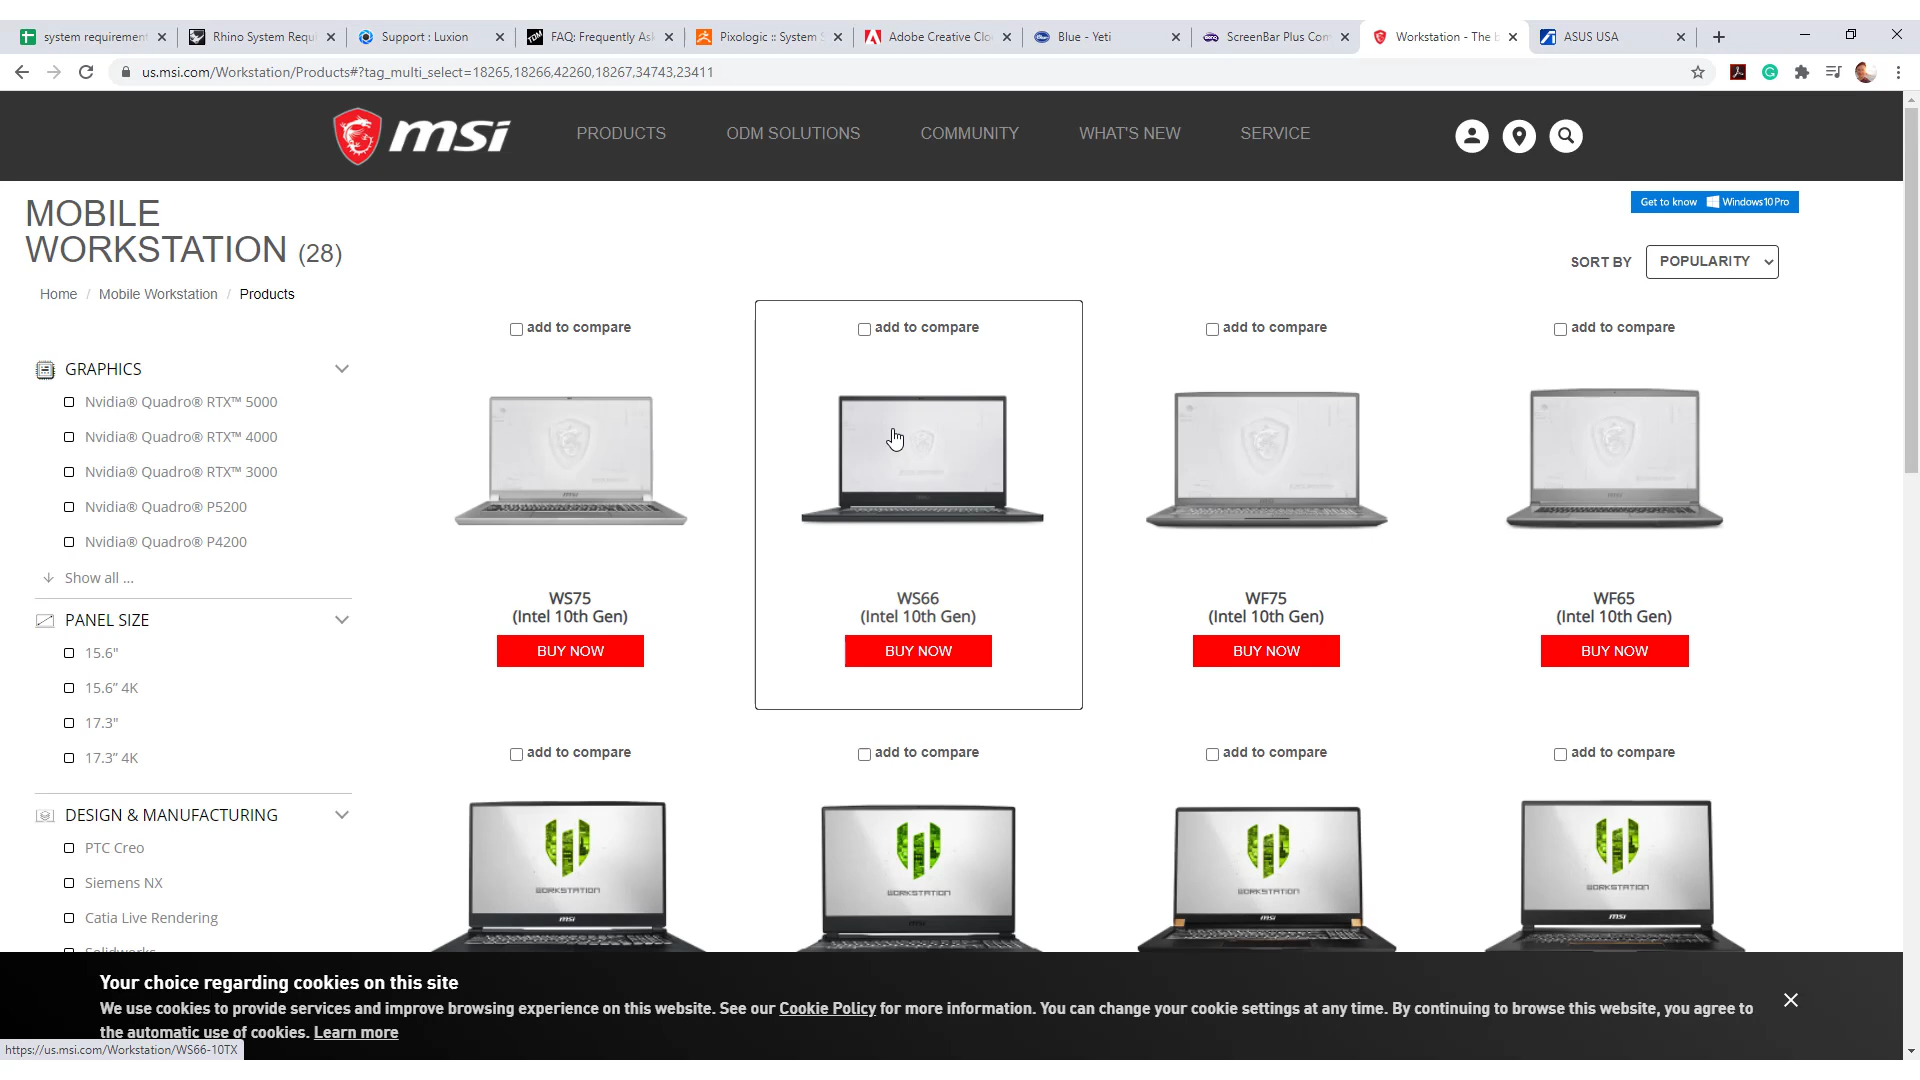 system requirement
Rhino System Requ
Support : Luxion
FAQ: Frequently Ask
Pixologic :: System S
Adobe Creative Clo
Blue - Yeti
ScreenBar Plus Com
Workstation - The b
ASUS USA
us.msi.com/Workstation/Products#?tag_multi_select=18265,18266,42260,18267,34743,23411
msi
PRODUCTS
ODM SOLUTIONS
COMMUNITY
WHAT'S NEW
SERVICE
MOBILE
WORKSTATION (28)
Get to know Windows10 Pro
SORT BY POPULARITY
Home / Mobile Workstation / Products
GRAPHICS
Nvidia® Quadro® RTX™ 5000
Nvidia® Quadro® RTX™ 4000
Nvidia® Quadro® RTX™ 3000
Nvidia® Quadro® P5200
Nvidia® Quadro® P4200
Show all ...
PANEL SIZE
15.6"
15.6" 4K
17.3"
17.3" 4K
DESIGN & MANUFACTURING
PTC Creo
Siemens NX
Catia Live Rendering
Solidworks
add to compare
add to compare
add to compare
add to compare
WS75
(Intel 10th Gen)
BUY NOW
WS66
(Intel 10th Gen)
BUY NOW
WF75
(Intel 10th Gen)
BUY NOW
WF65
(Intel 10th Gen)
BUY NOW
add to compare
add to compare
add to compare
add to compare
WORKSTATION
msi
WORKSTATION
WORKSTATION
msi
WORKSTATION
msi
Your choice regarding cookies on this site
We use cookies to provide services and improve browsing experience on this website. See our Cookie Policy for more information. You can change your cookie settings at any time. By continuing to browse this website, you agree to
the automatic use of cookies. Learn more
https://us.msi.com/Workstation/WS66-10TX